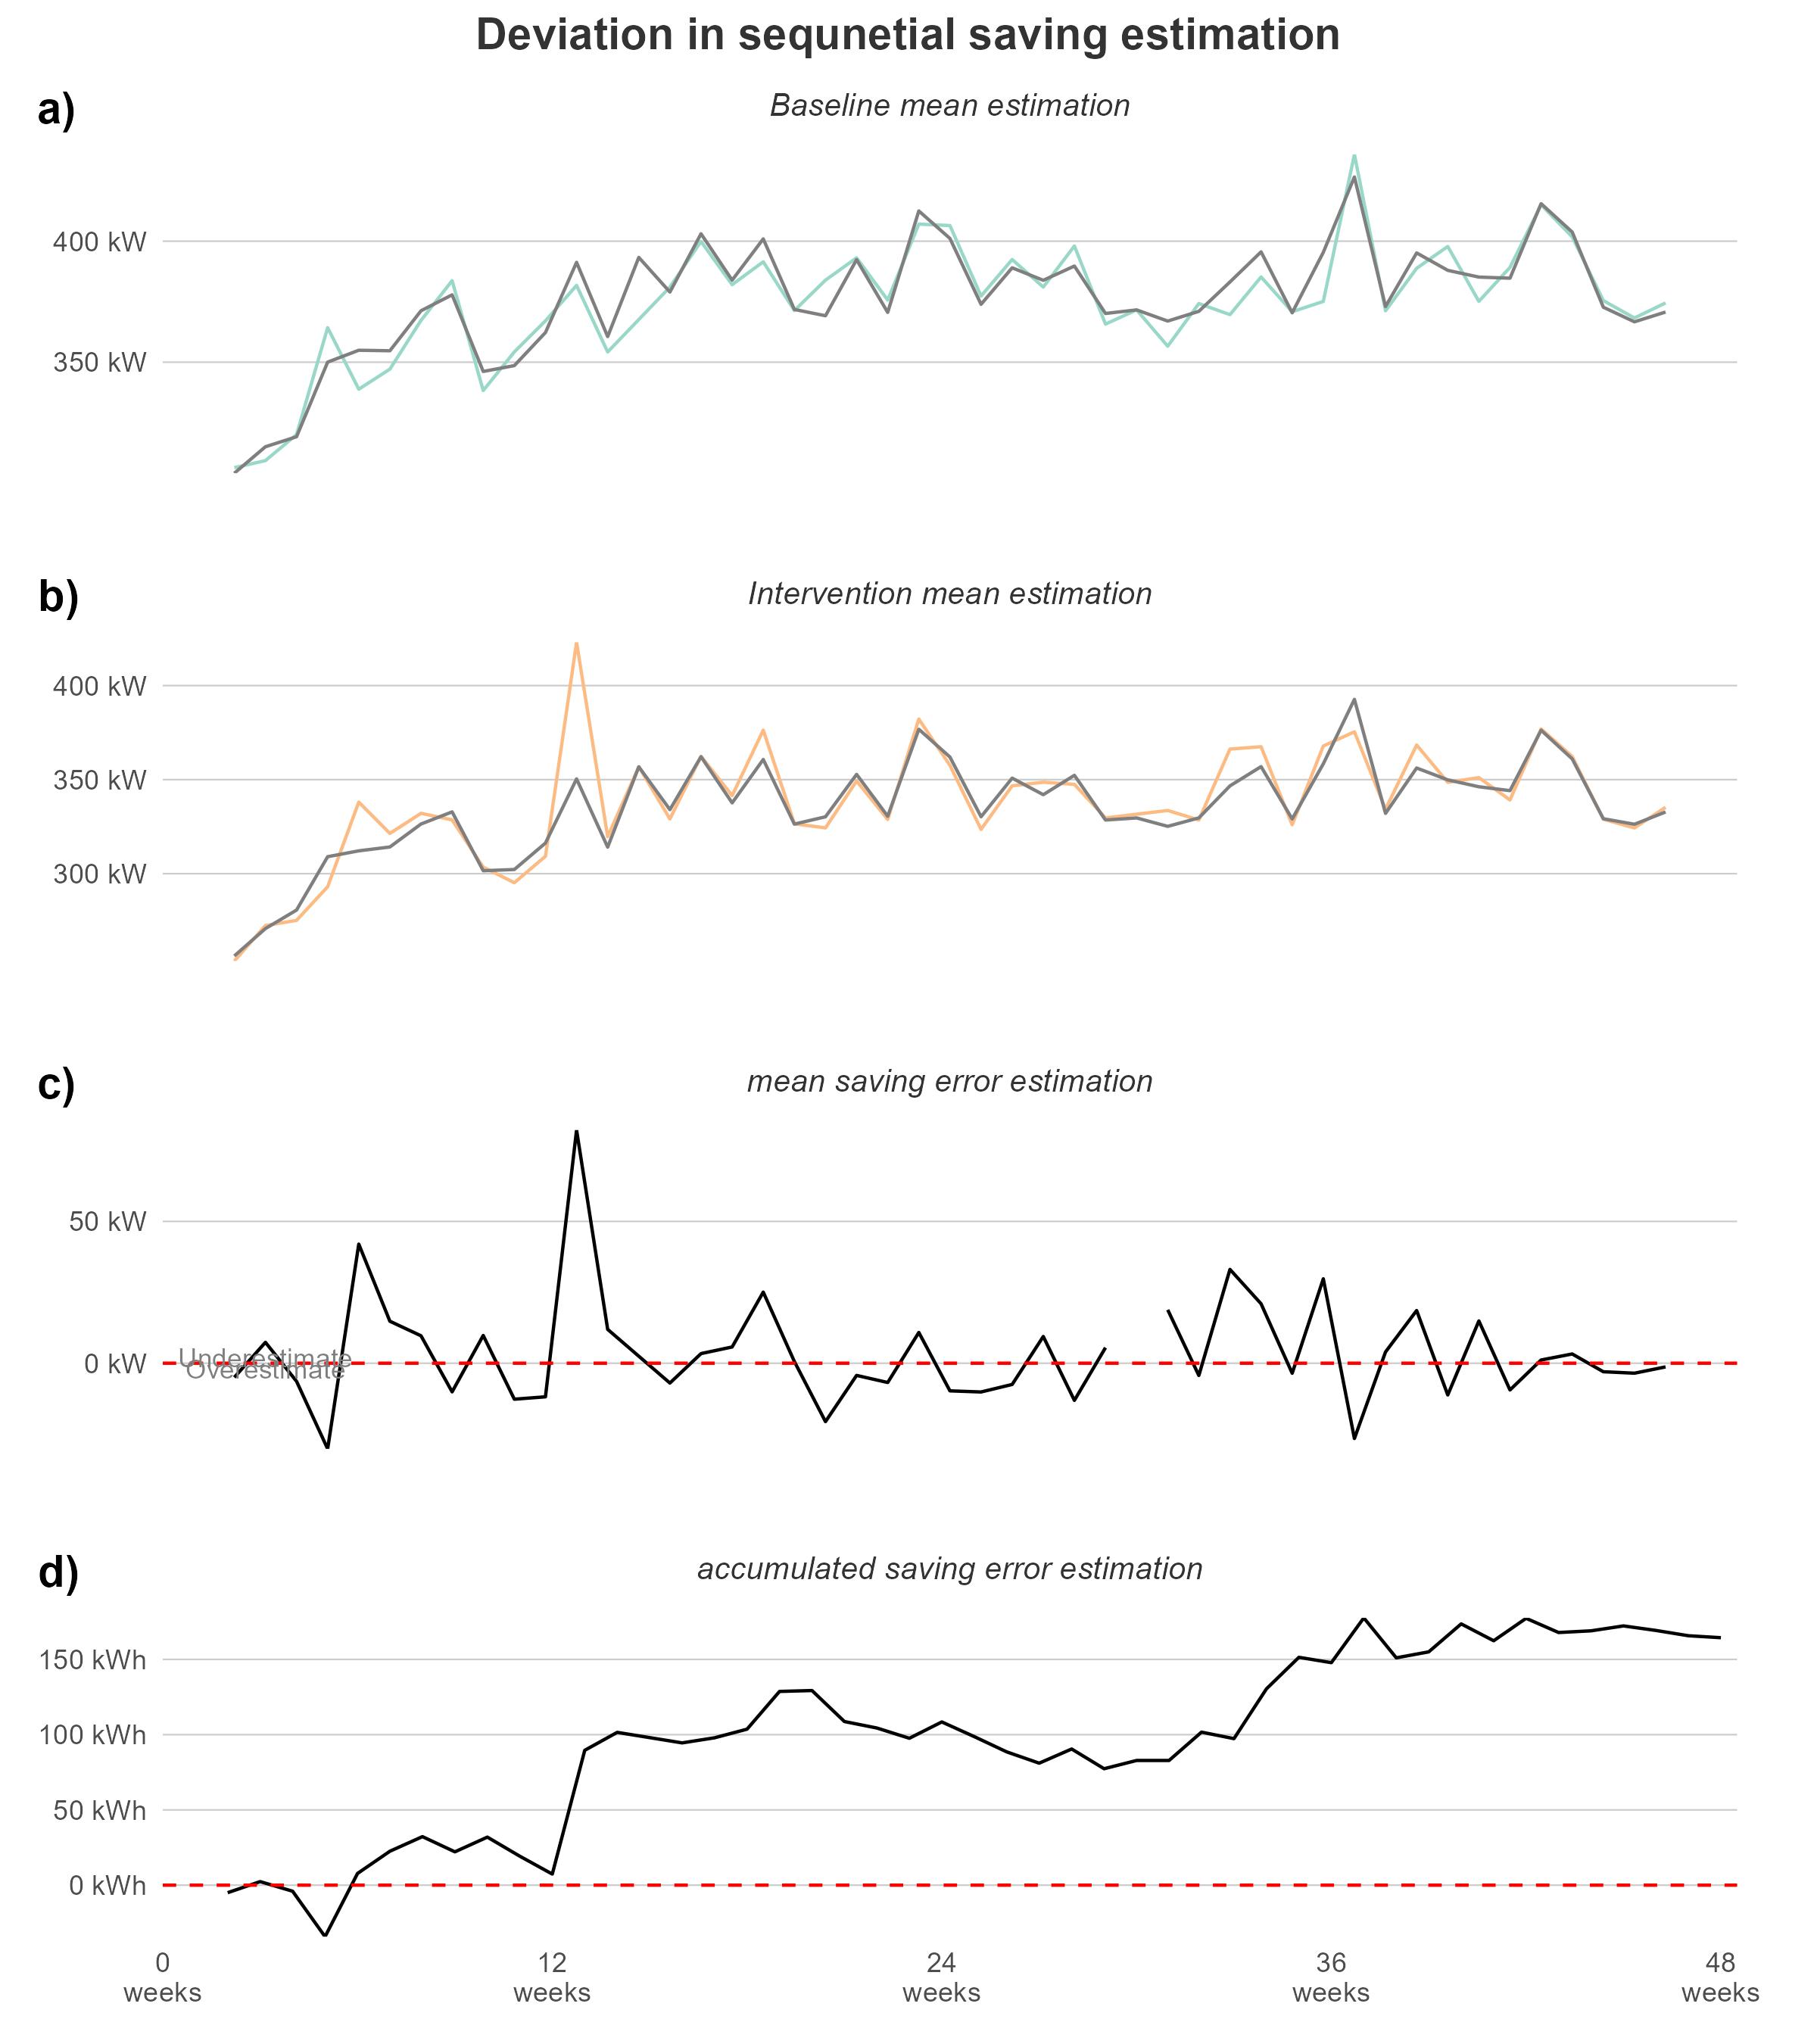 Deviation in sequnetial saving estimation
a)
Baseline mean estimation
400 kW
350 kW
b)
Intervention mean estimation
400 kW
350 kW
300 kW
c)
mean saving error estimation
50 kW
0 kW
Underestimate
Overestimate
d)
accumulated saving error estimation
150 kWh
100 kWh
50 kWh
0 kWh
0 12 24 36 48
weeks weeks weeks weeks weeks